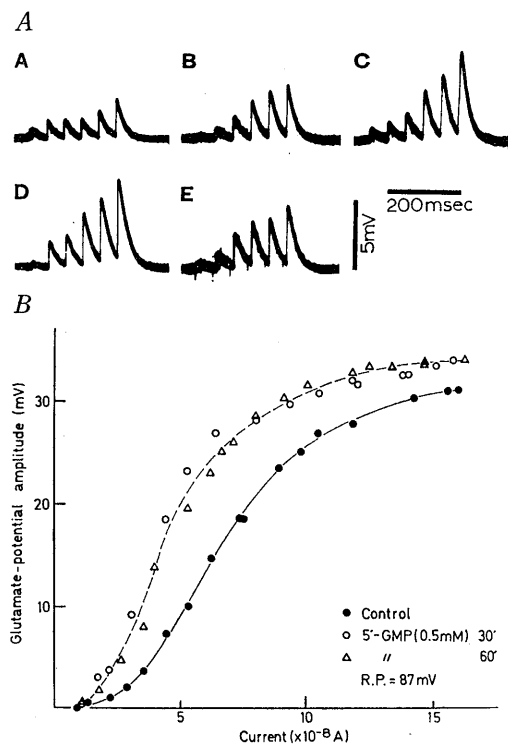 A
A B C
D E
200msec
5mV
B
Glutamate-potential amplitude (mV)
30
20
10
5 10 15
Current (x10⁻⁸ A)
● Control
○ 5'-GMP (0.5mM) 30'
△ 〃 60'
R.P. = 87mV